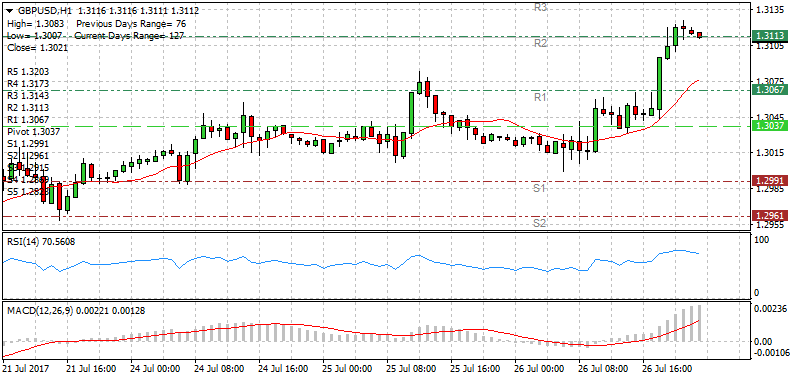 GBPUSD,H1 1.3116 1.3116 1.3111 1.3112
High= 1.3083 Previous Days Range= 76
Low= 1.3007 Current Days Range= 127
Close= 1.3021
R5 1.3203
R4 1.3173
R3 1.3143
R2 1.3113
R1 1.3067
Pivot 1.3037
S1 1.2991
S2 1.2961
S3 1.2915
S4
S5
R3
R2
R1
S1
S2
1.3135
1.3113
1.3105
1.3075
1.3067
1.3045
1.3037
1.3015
1.2991
1.2985
1.2961
1.2955
RSI(14) 70.5608
100
0
MACD(12,26,9) 0.00221 0.00128
0.00236
0.00
-0.00106
21 Jul 2017 21 Jul 16:00 24 Jul 00:00 24 Jul 08:00 24 Jul 16:00 25 Jul 00:00 25 Jul 08:00 25 Jul 16:00 26 Jul 00:00 26 Jul 08:00 26 Jul 16:00